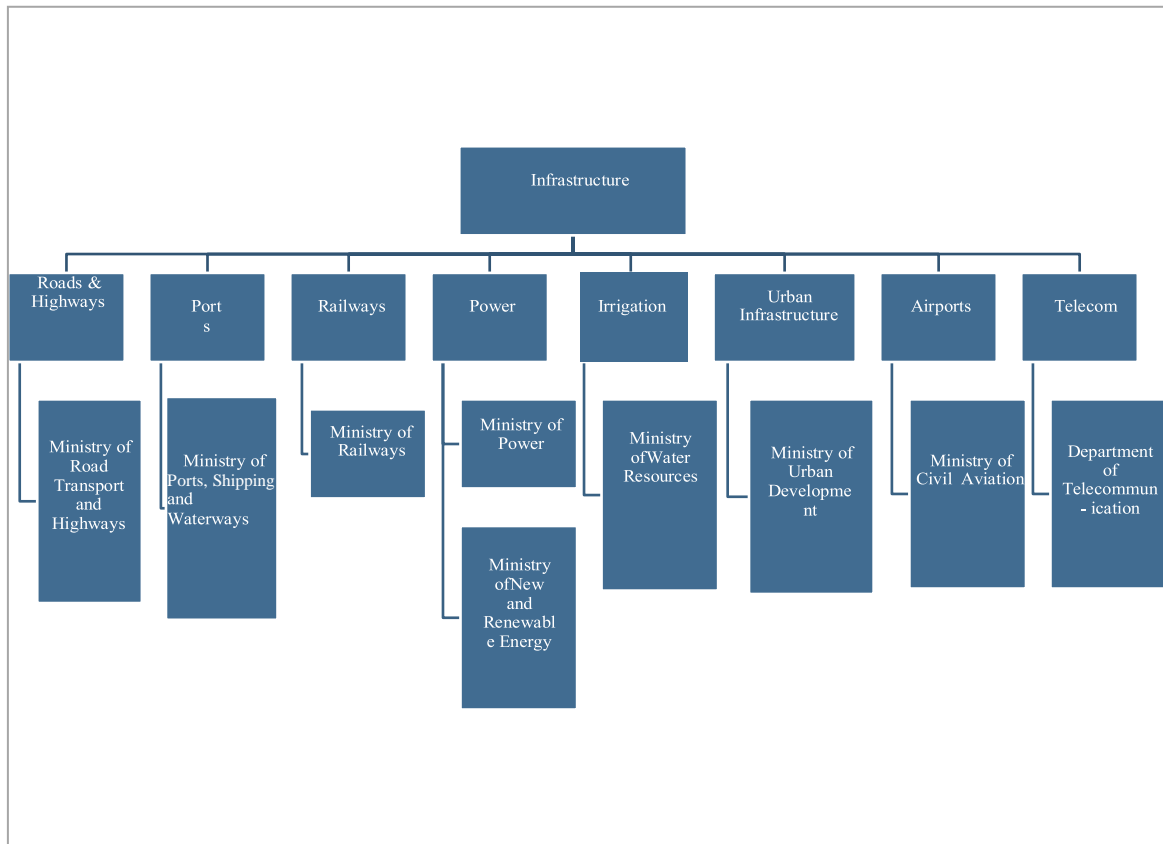 Infrastructure
Roads &
Highways
Port
s
Railways
Power
Irrigation
Urban
Infrastructure
Airports
Telecom
Ministry of
Road
Transport
and
Highways
Ministry of
Ports, Shipping
and
Waterways
Ministry of
Railways
Ministry of
Power
Ministry
ofNew
and
Renewabl
e Energy
Ministry
ofWater
Resources
Ministry of
Urban
Developme
nt
Ministry of
Civil Aviation
Department
of
Telecommun
- ication